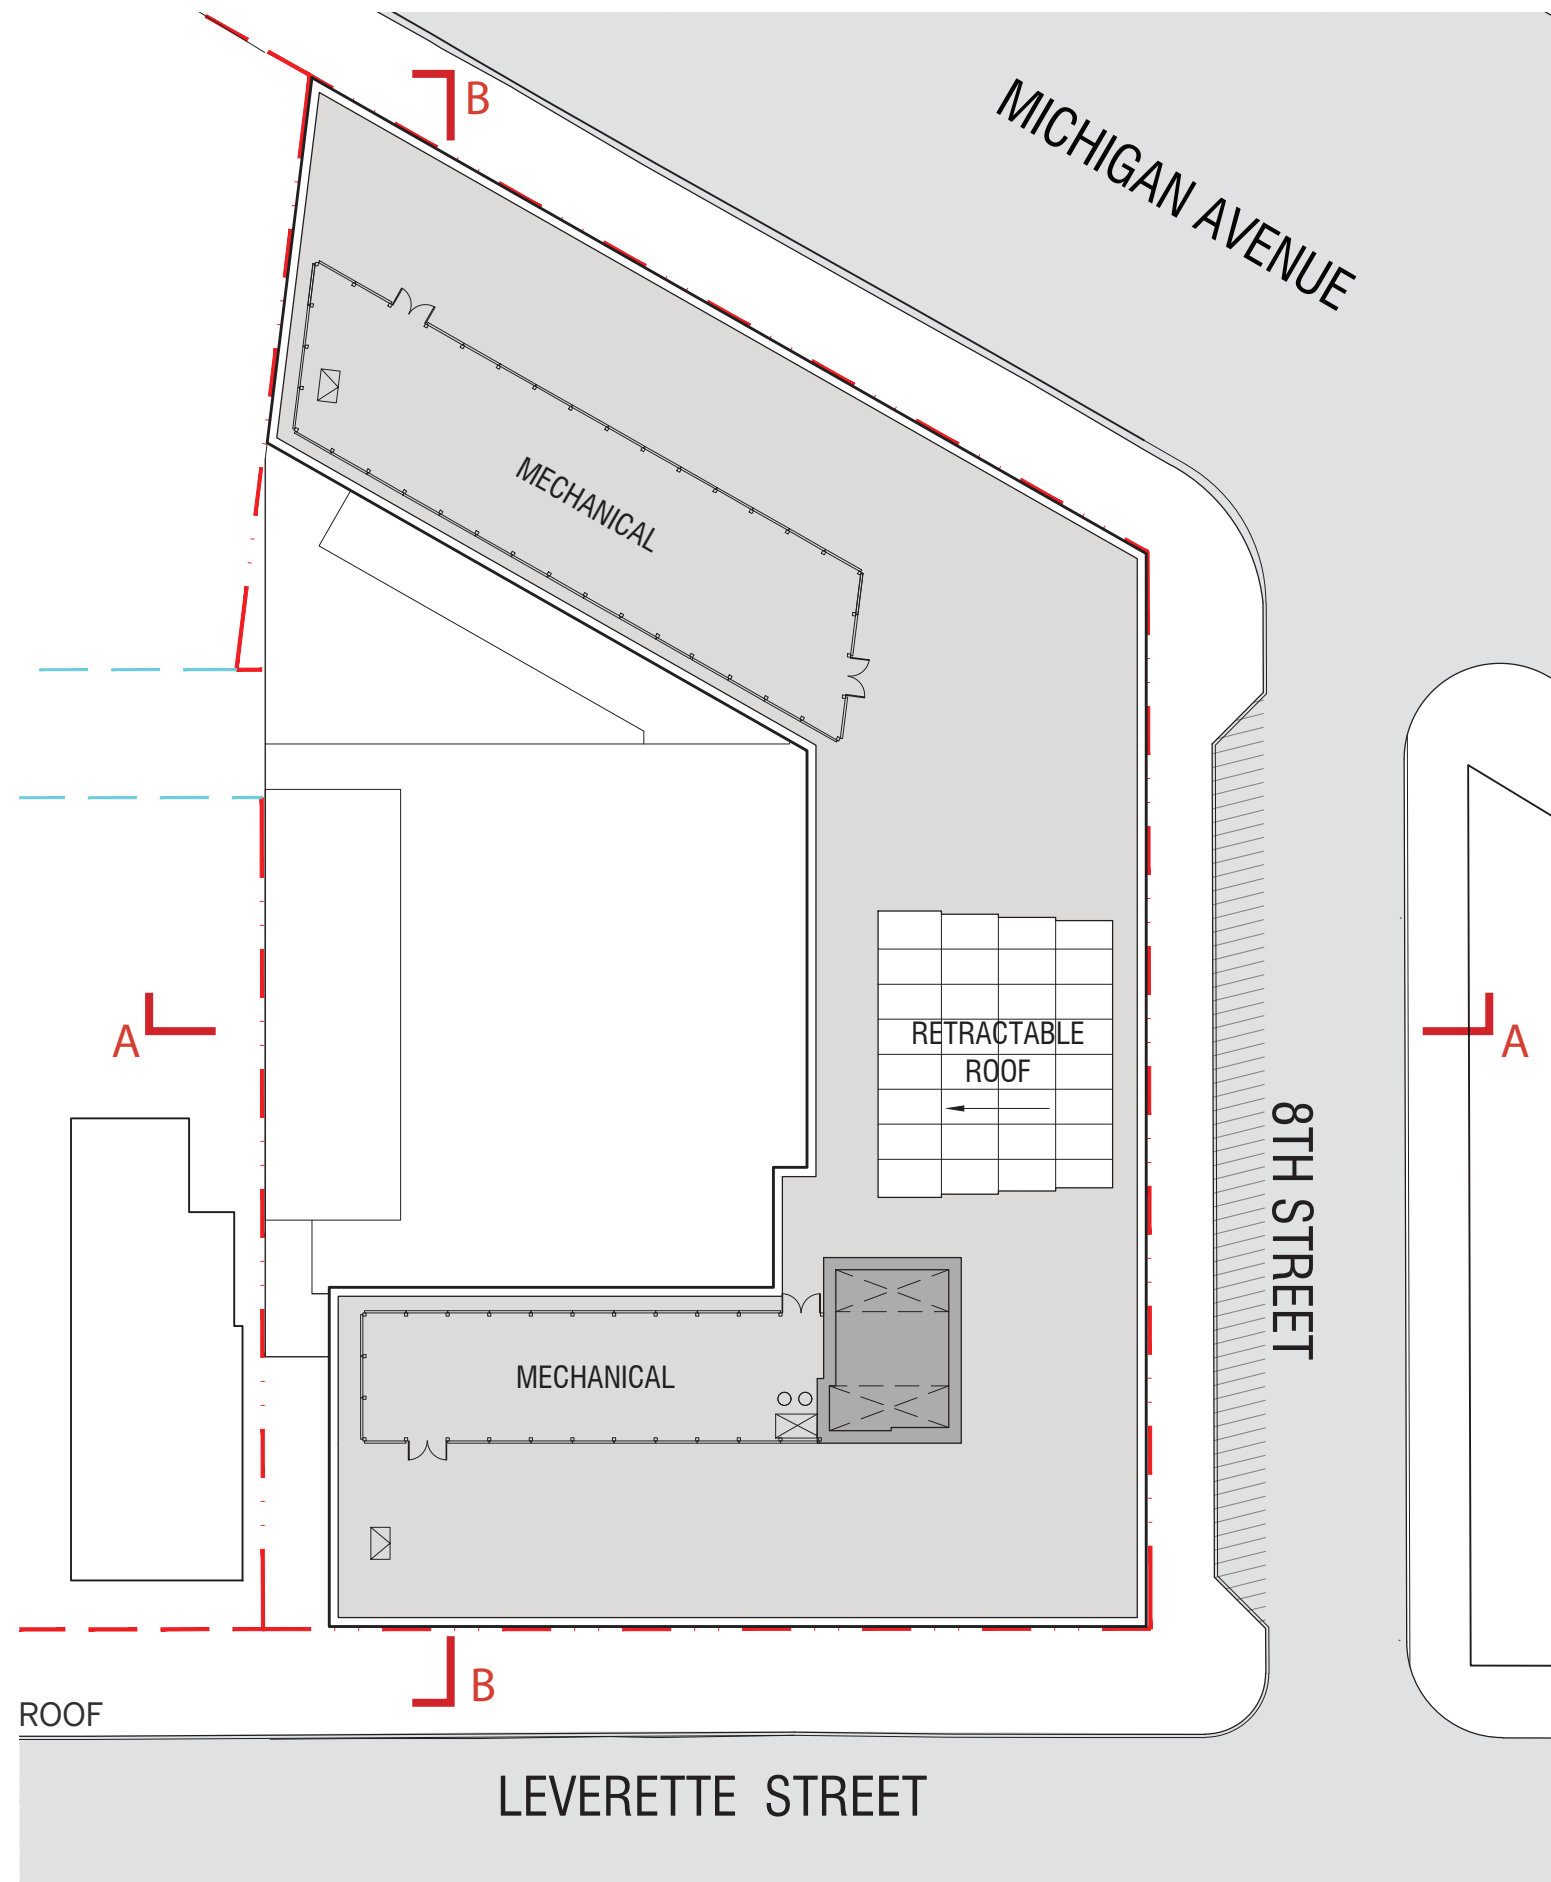 B
MICHIGAN AVENUE
MECHANICAL
RETRACTABLE
ROOF
A
A
8TH STREET
MECHANICAL
B
ROOF
LEVERETTE STREET